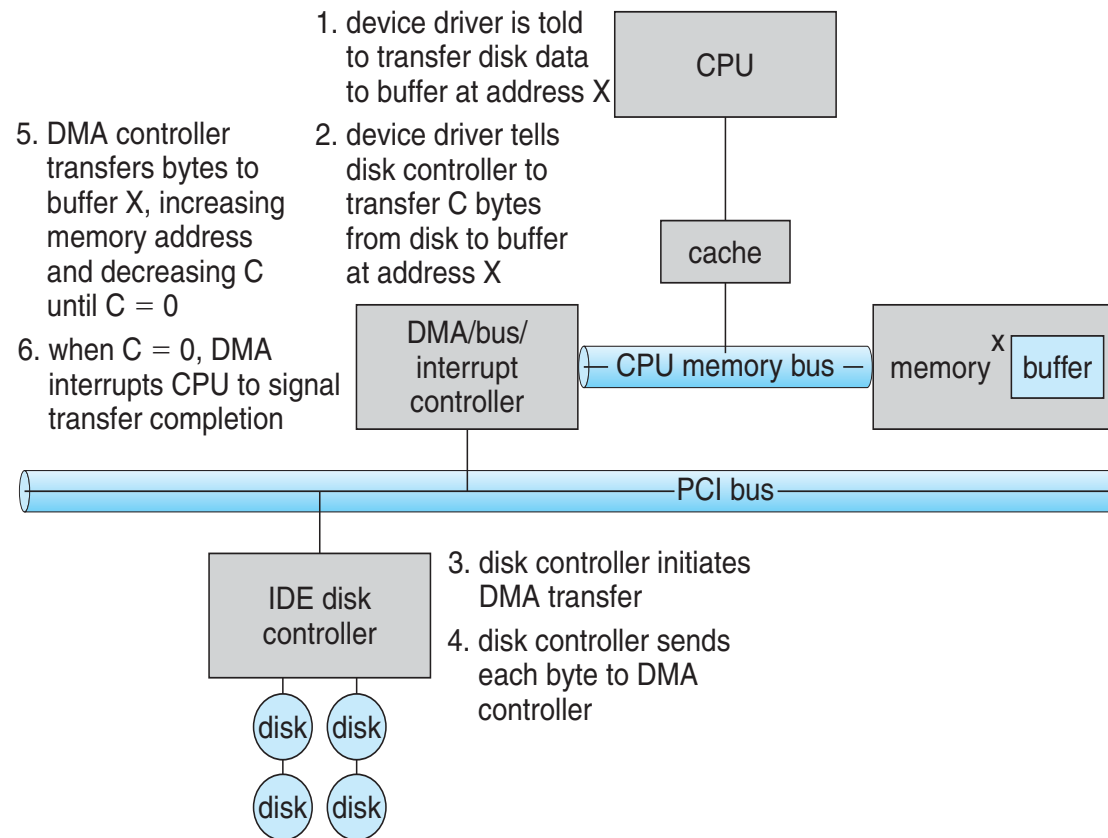 1. device driver is told
to transfer disk data
to buffer at address X
CPU
5. DMA controller
transfers bytes to
buffer X, increasing
memory address
and decreasing C
until C = 0
2. device driver tells
disk controller to
transfer C bytes
from disk to buffer
at address X
cache
6. when C = 0, DMA
interrupts CPU to signal
transfer completion
DMA/bus/
interrupt
controller
CPU memory bus
memory
x
buffer
PCI bus
IDE disk
controller
3. disk controller initiates
DMA transfer
4. disk controller sends
each byte to DMA
controller
disk
disk
disk
disk